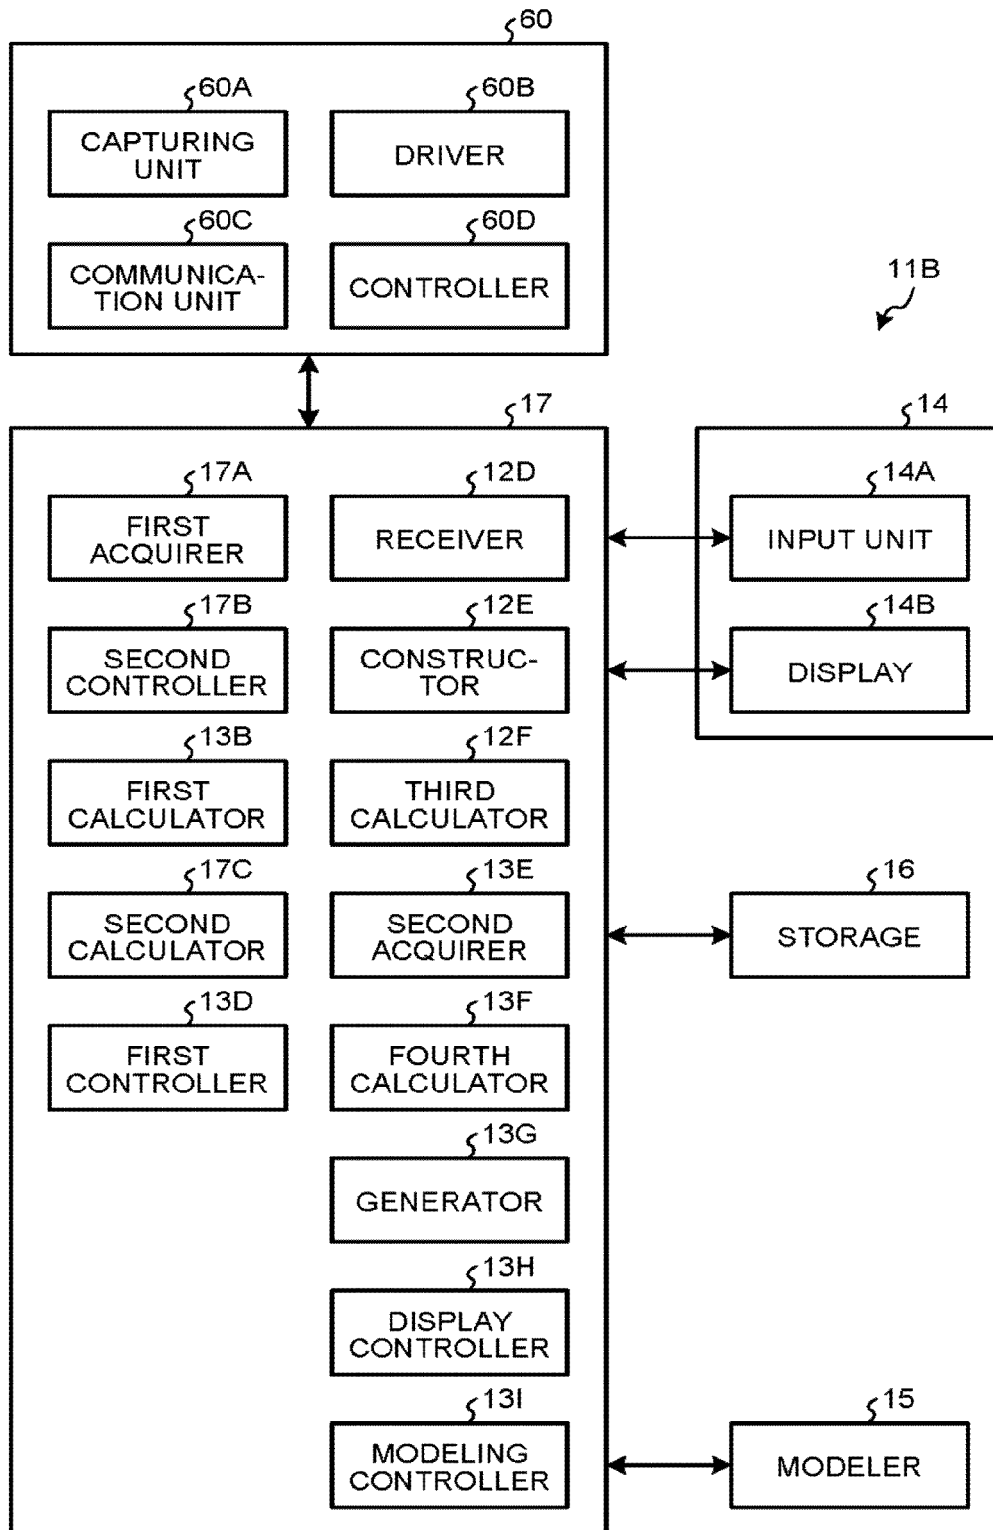 60
60A
60B
CAPTURING
UNIT
DRIVER
60C
60D
COMMUNICA-
TION UNIT
CONTROLLER
11B
17
14
17A
12D
14A
FIRST
ACQUIRER
RECEIVER
INPUT UNIT
17B
12E
14B
SECOND
CONTROLLER
CONSTRUC-
TOR
DISPLAY
13B
12F
FIRST
CALCULATOR
THIRD
CALCULATOR
17C
13E
16
SECOND
CALCULATOR
SECOND
ACQUIRER
STORAGE
13D
13F
FIRST
CONTROLLER
FOURTH
CALCULATOR
13G
GENERATOR
13H
DISPLAY
CONTROLLER
13I
15
MODELING
CONTROLLER
MODELER